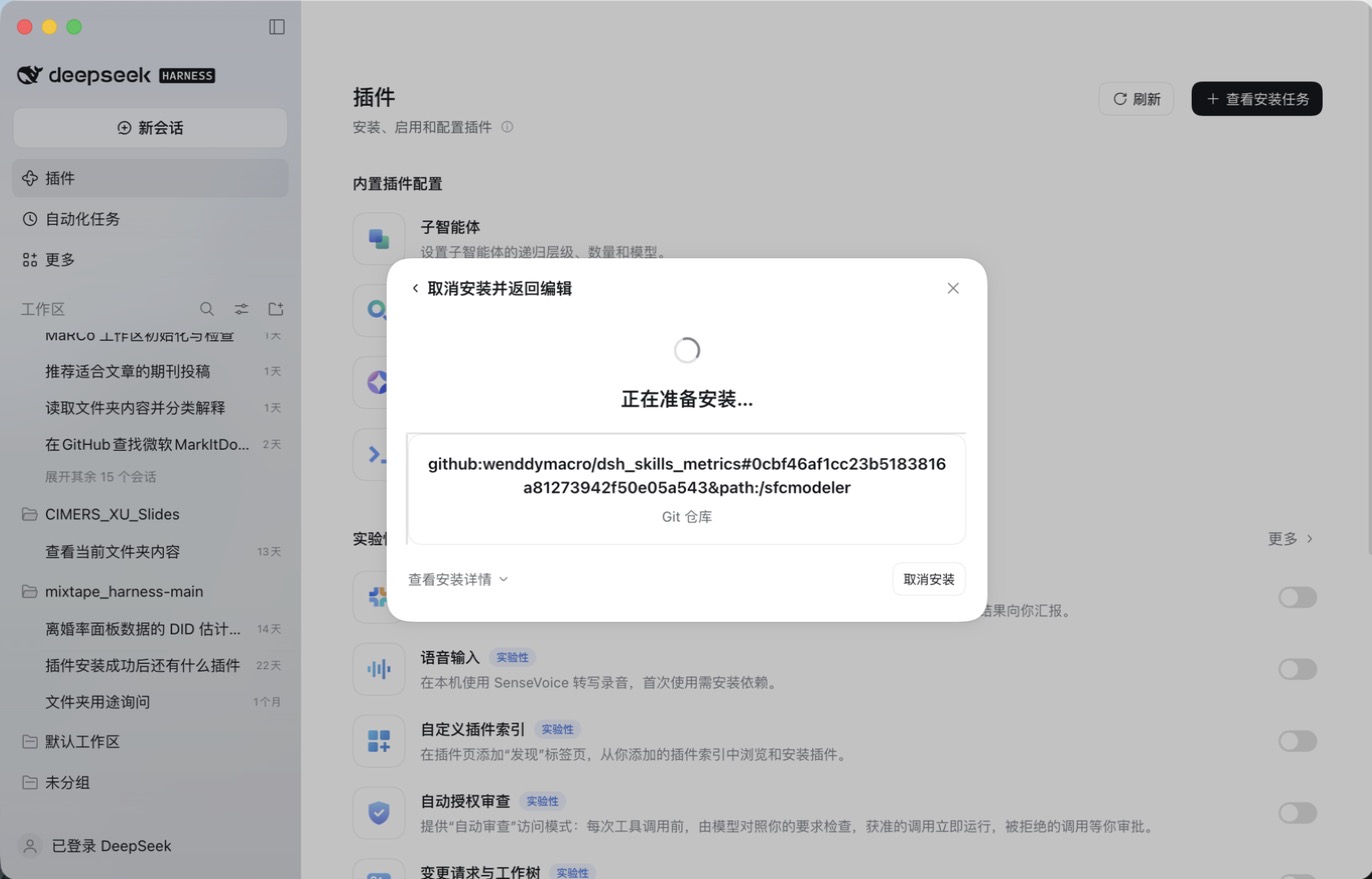 deepseek HARNESS
新会话
插件
自动化任务
更多
工作区
MaRCo 工作区初始化与检查 1天
推荐适合文章的期刊投稿 1天
读取文件夹内容并分类解释 1天
在 GitHub 查找微软 MarkItDo... 2天
展开其余 15 个会话
CIMERS_XU_Slides
查看当前文件夹内容 13天
mixtape_harness-main
离婚率面板数据的 DID 估计... 14天
插件安装成功后还有什么插件 22天
文件夹用途询问 1个月
默认工作区
未分组
已登录 DeepSeek
插件
安装、启用和配置插件
刷新
查看安装任务
内置插件配置
子智能体
设置子智能体的递归层级、数量和模型。
取消安装并返回编辑
正在准备安装...
github:wenddymacro/dsh_skills_metrics#0cbf46af1cc23b5183816
a81273942f50e05a543&path:/sfcmodeler
Git 仓库
查看安装详情
取消安装
更多
结果向你汇报。
语音输入 实验性
在本机使用 SenseVoice 转写录音，首次使用需安装依赖。
自定义插件索引 实验性
在插件页添加“发现”标签页，从你添加的插件索引中浏览和安装插件。
自动授权审查 实验性
提供“自动审查”访问模式：每次工具调用前，由模型对照你的要求检查，获准的调用立即运行，被拒绝的调用等你审批。
变更请求与工作树 实验性